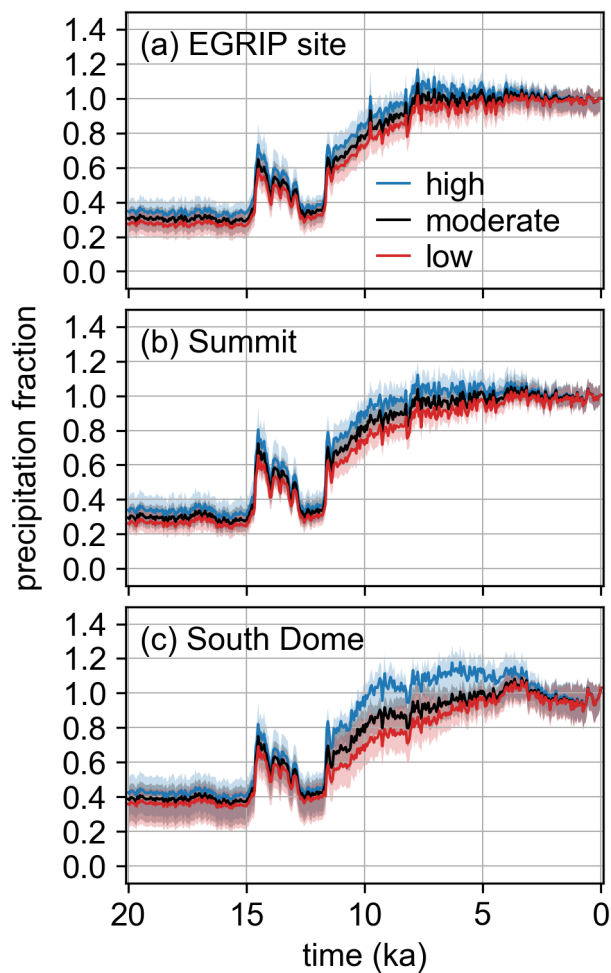 1.4
(a) EGRIP site
1.2
1.0
0.8
0.6
0.4
0.2
0.0
high
moderate
low
precipitation fraction
1.4
(b) Summit
1.2
1.0
0.8
0.6
0.4
0.2
0.0
1.4
(c) South Dome
1.2
1.0
0.8
0.6
0.4
0.2
0.0
20 15 10 5 0
time (ka)